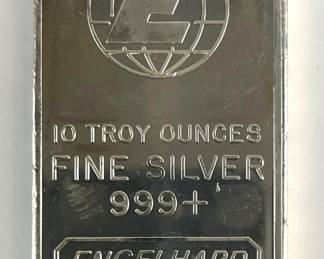 E
10 TROY OUNCES
FINE SILVER
999+
ENGELHARD